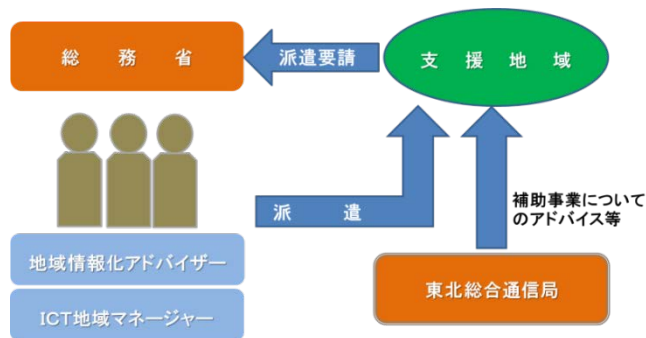 総務省
派遣要請
支援地域
派遣
補助事業について
のアドバイス等
地域情報化アドバイザー
東北総合通信局
ICT地域マネージャー